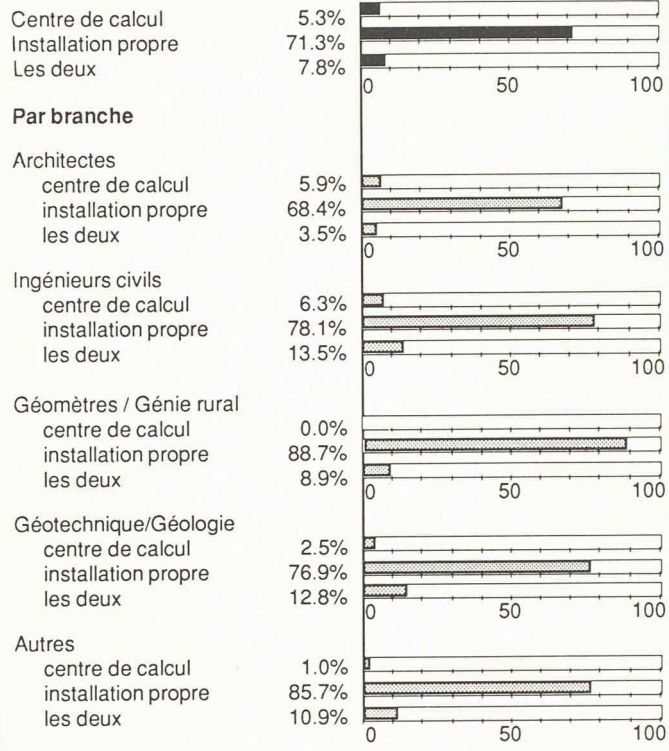 Centre de calcul 5.3%
Installation propre 71.3%
Les deux 7.8%
0 50 100
Par branche
Architectes
centre de calcul 5.9%
installation propre 68.4%
les deux 3.5%
0 50 100
Ingénieurs civils
centre de calcul 6.3%
installation propre 78.1%
les deux 13.5%
0 50 100
Géomètres / Génie rural
centre de calcul 0.0%
installation propre 88.7%
les deux 8.9%
0 50 100
Géotechnique/Géologie
centre de calcul 2.5%
installation propre 76.9%
les deux 12.8%
0 50 100
Autres
centre de calcul 1.0%
installation propre 85.7%
les deux 10.9%
0 50 100